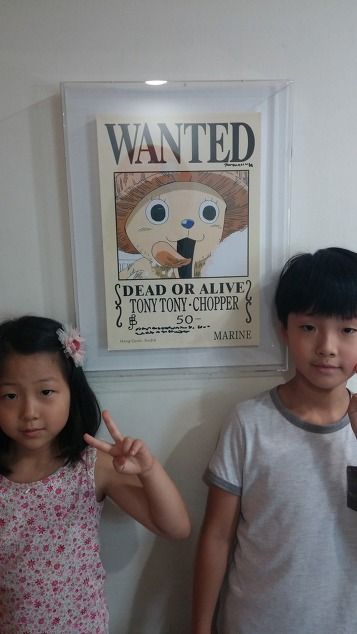 WANTED
DEAD OR ALIVE
TONY TONY·CHOPPER
฿ 50
MARINE